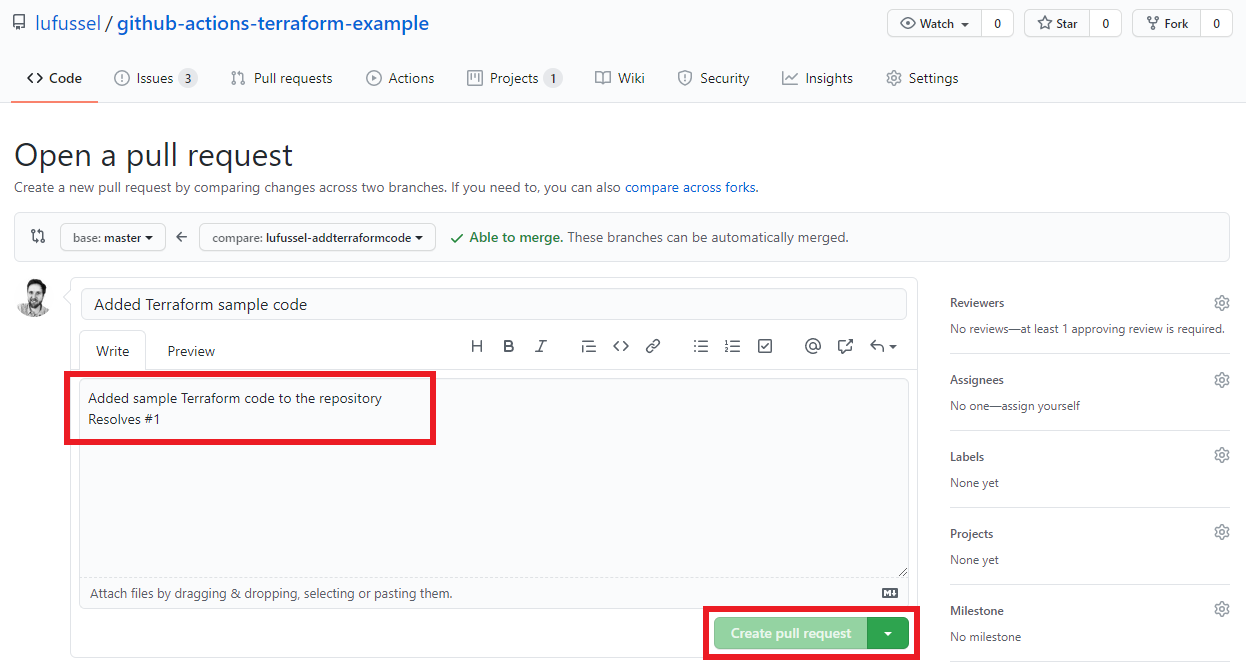 lufussel / github-actions-terraform-example
Watch 0 Star 0 Fork 0
Code Issues 3 Pull requests Actions Projects 1 Wiki Security Insights Settings
Open a pull request
Create a new pull request by comparing changes across two branches. If you need to, you can also compare across forks.
base: master compare: lufussel-addterraformcode Able to merge. These branches can be automatically merged.
Added Terraform sample code
Write Preview
H B I
Added sample Terraform code to the repository
Resolves #1
Attach files by dragging & dropping, selecting or pasting them.
Create pull request
Reviewers
No reviews—at least 1 approving review is required.
Assignees
No one—assign yourself
Labels
None yet
Projects
None yet
Milestone
No milestone